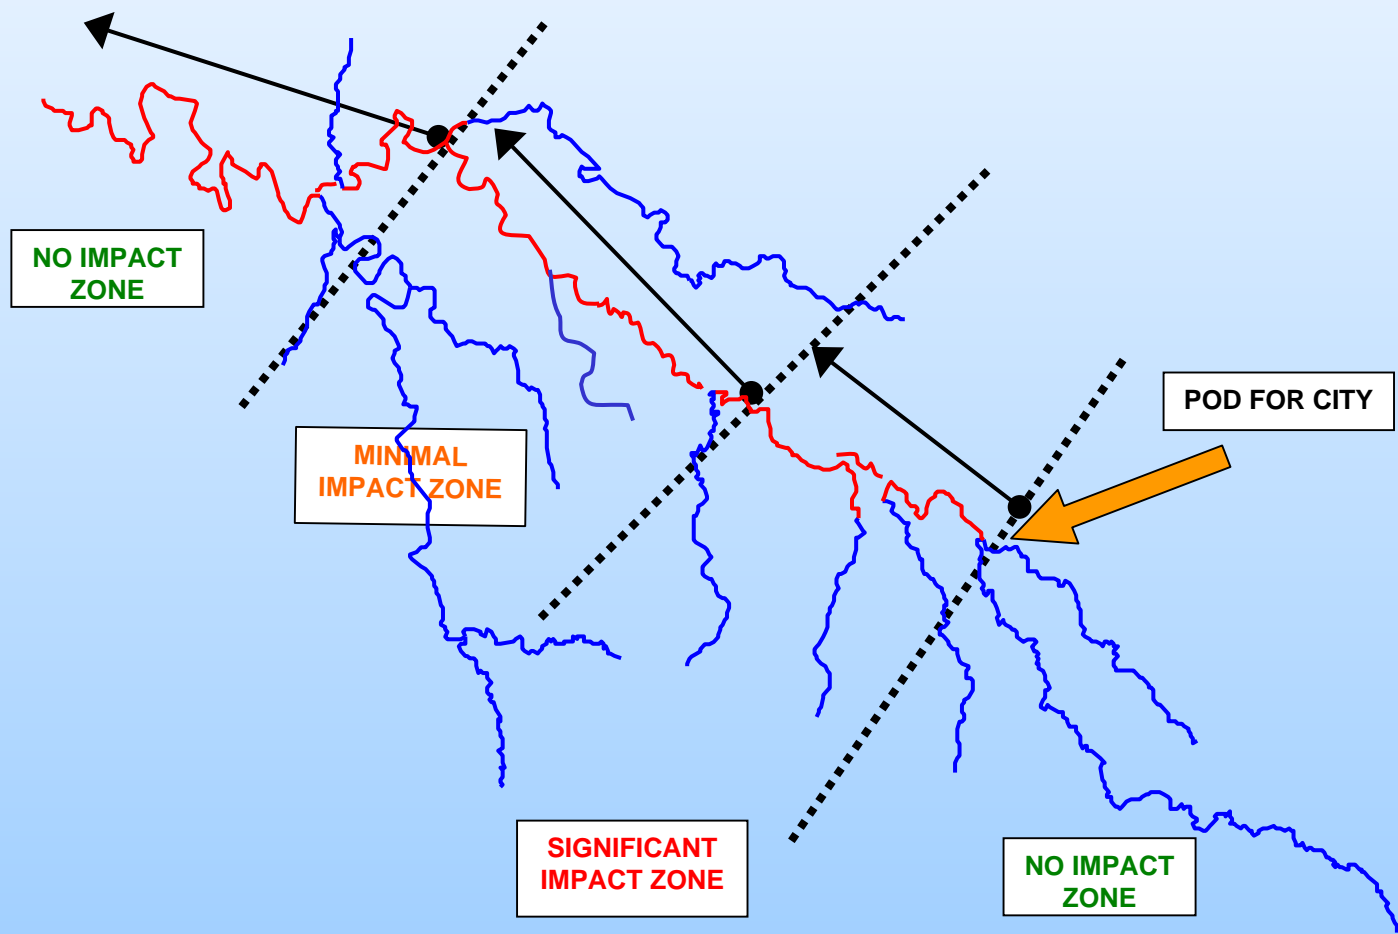 NO IMPACT
ZONE
POD FOR CITY
MINIMAL
IMPACT ZONE
SIGNIFICANT
IMPACT ZONE
NO IMPACT
ZONE